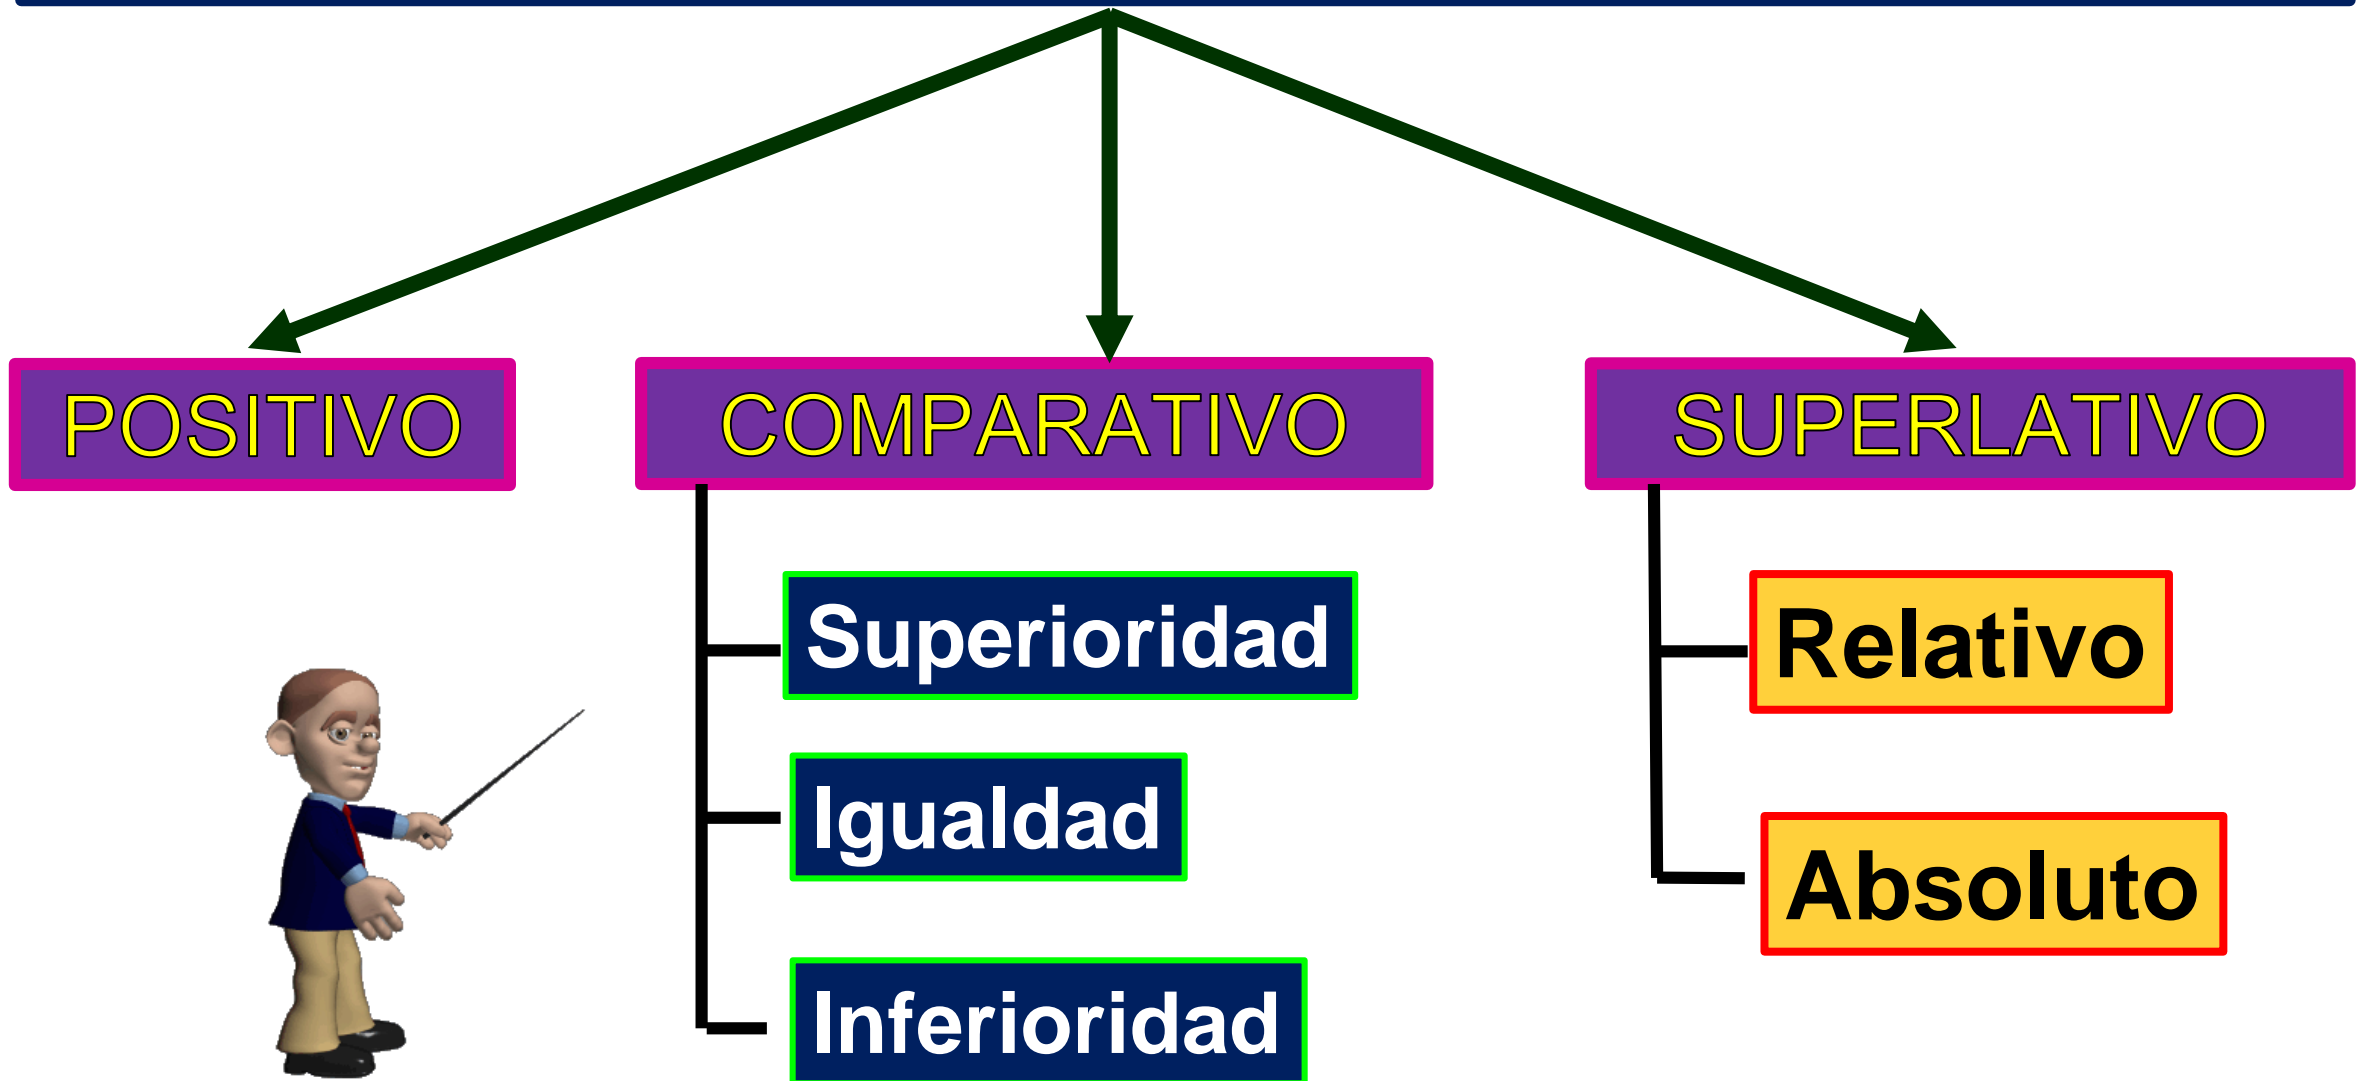 POSITIVO
COMPARATIVO
SUPERLATIVO
Superioridad
Igualdad
Inferioridad
Relativo
Absoluto